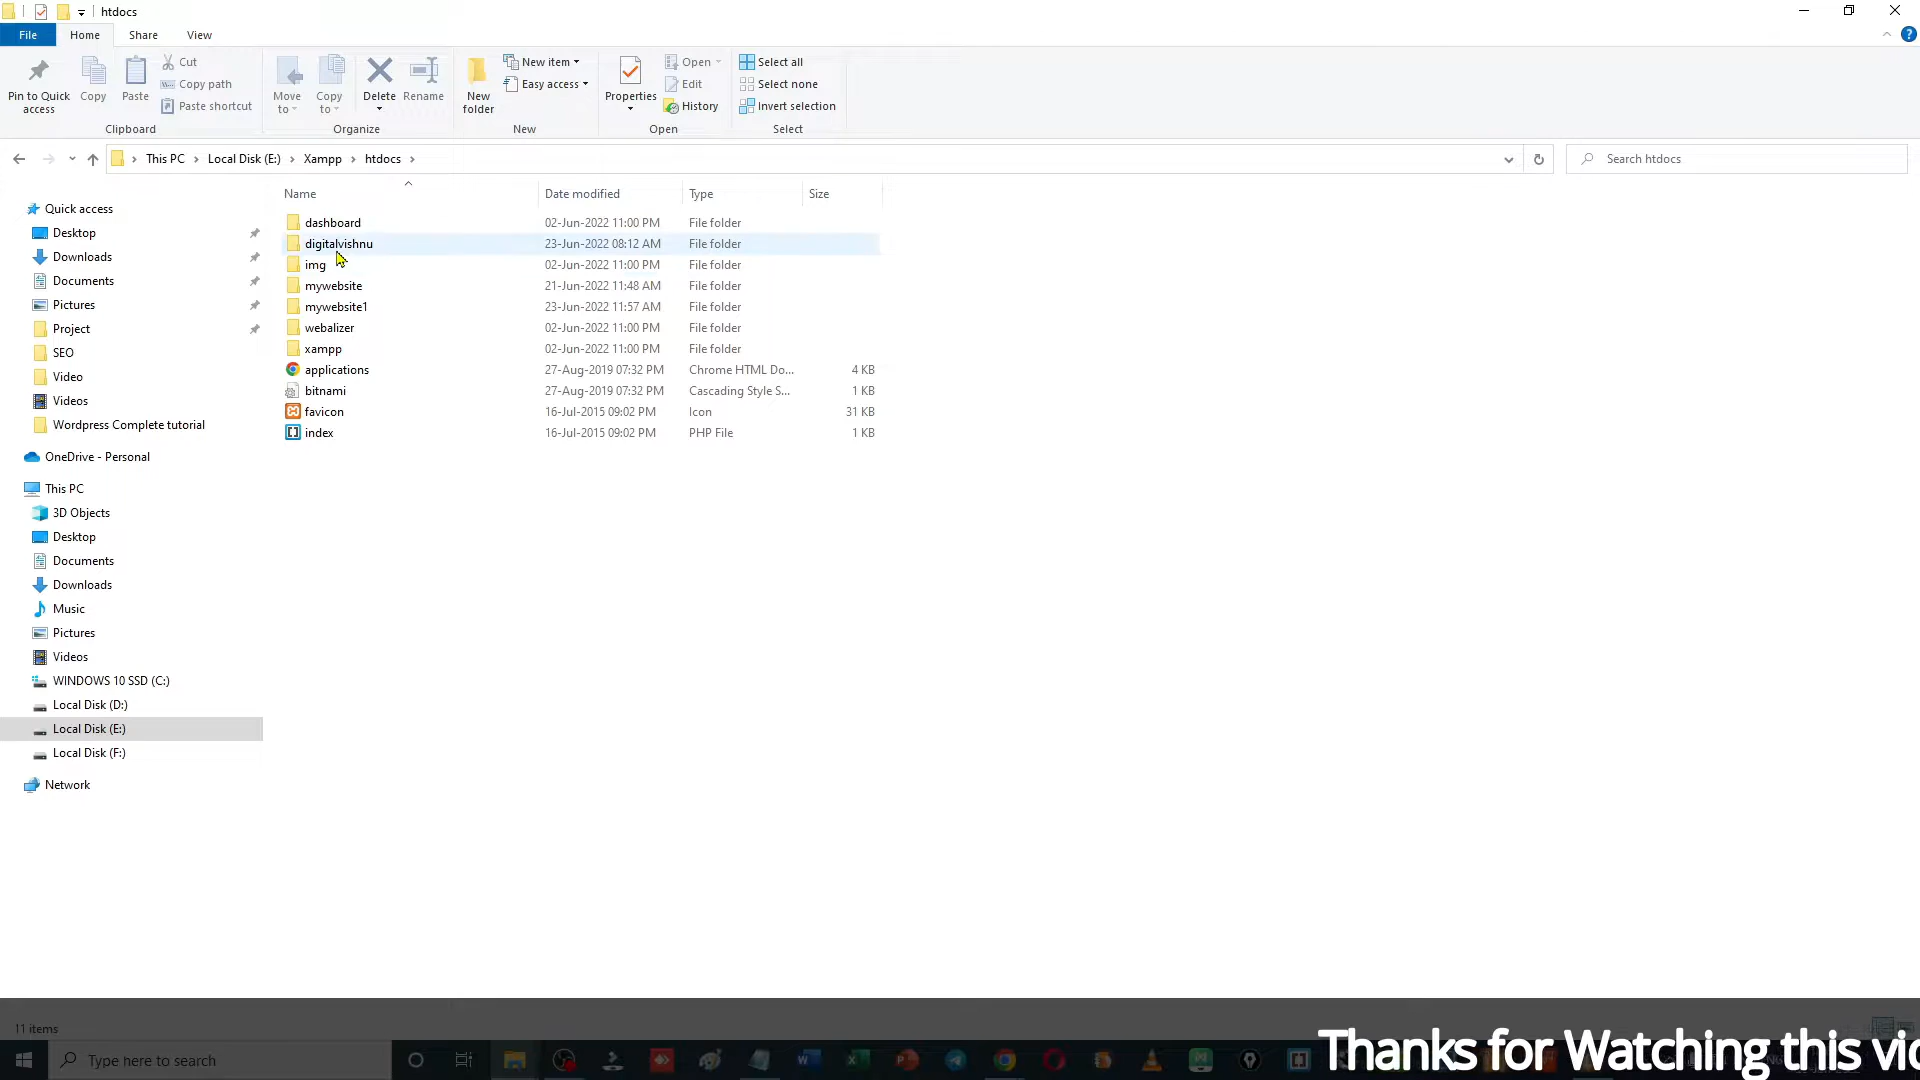 htdocs
File Home Share View
Pin to Quick access
Copy
Paste
Cut
Copy path
Paste shortcut
Clipboard
Move to
Copy to
Delete
Rename
Organize
New folder
New item
Easy access
New
Properties
Open
Edit
History
Open
Select all
Select none
Invert selection
Select
This PC > Local Disk (E:) > Xampp > htdocs >
Search htdocs
Quick access
Desktop
Downloads
Documents
Pictures
Project
SEO
Video
Videos
Wordpress Complete tutorial
OneDrive - Personal
This PC
3D Objects
Desktop
Documents
Downloads
Music
Pictures
Videos
WINDOWS 10 SSD (C:)
Local Disk (D:)
Local Disk (E:)
Local Disk (F:)
Network
Name Date modified Type Size
dashboard 02-Jun-2022 11:00 PM File folder
digitalvishnu 23-Jun-2022 08:12 AM File folder
img 02-Jun-2022 11:00 PM File folder
mywebsite 21-Jun-2022 11:48 AM File folder
mywebsite1 23-Jun-2022 11:57 AM File folder
webalizer 02-Jun-2022 11:00 PM File folder
xampp 02-Jun-2022 11:00 PM File folder
applications 27-Aug-2019 07:32 PM Chrome HTML Do... 4 KB
bitnami 27-Aug-2019 07:32 PM Cascading Style S... 1 KB
favicon 16-Jul-2015 09:02 PM Icon 31 KB
index 16-Jul-2015 09:02 PM PHP File 1 KB
11 items
Type here to search
Thanks for Watching this vid